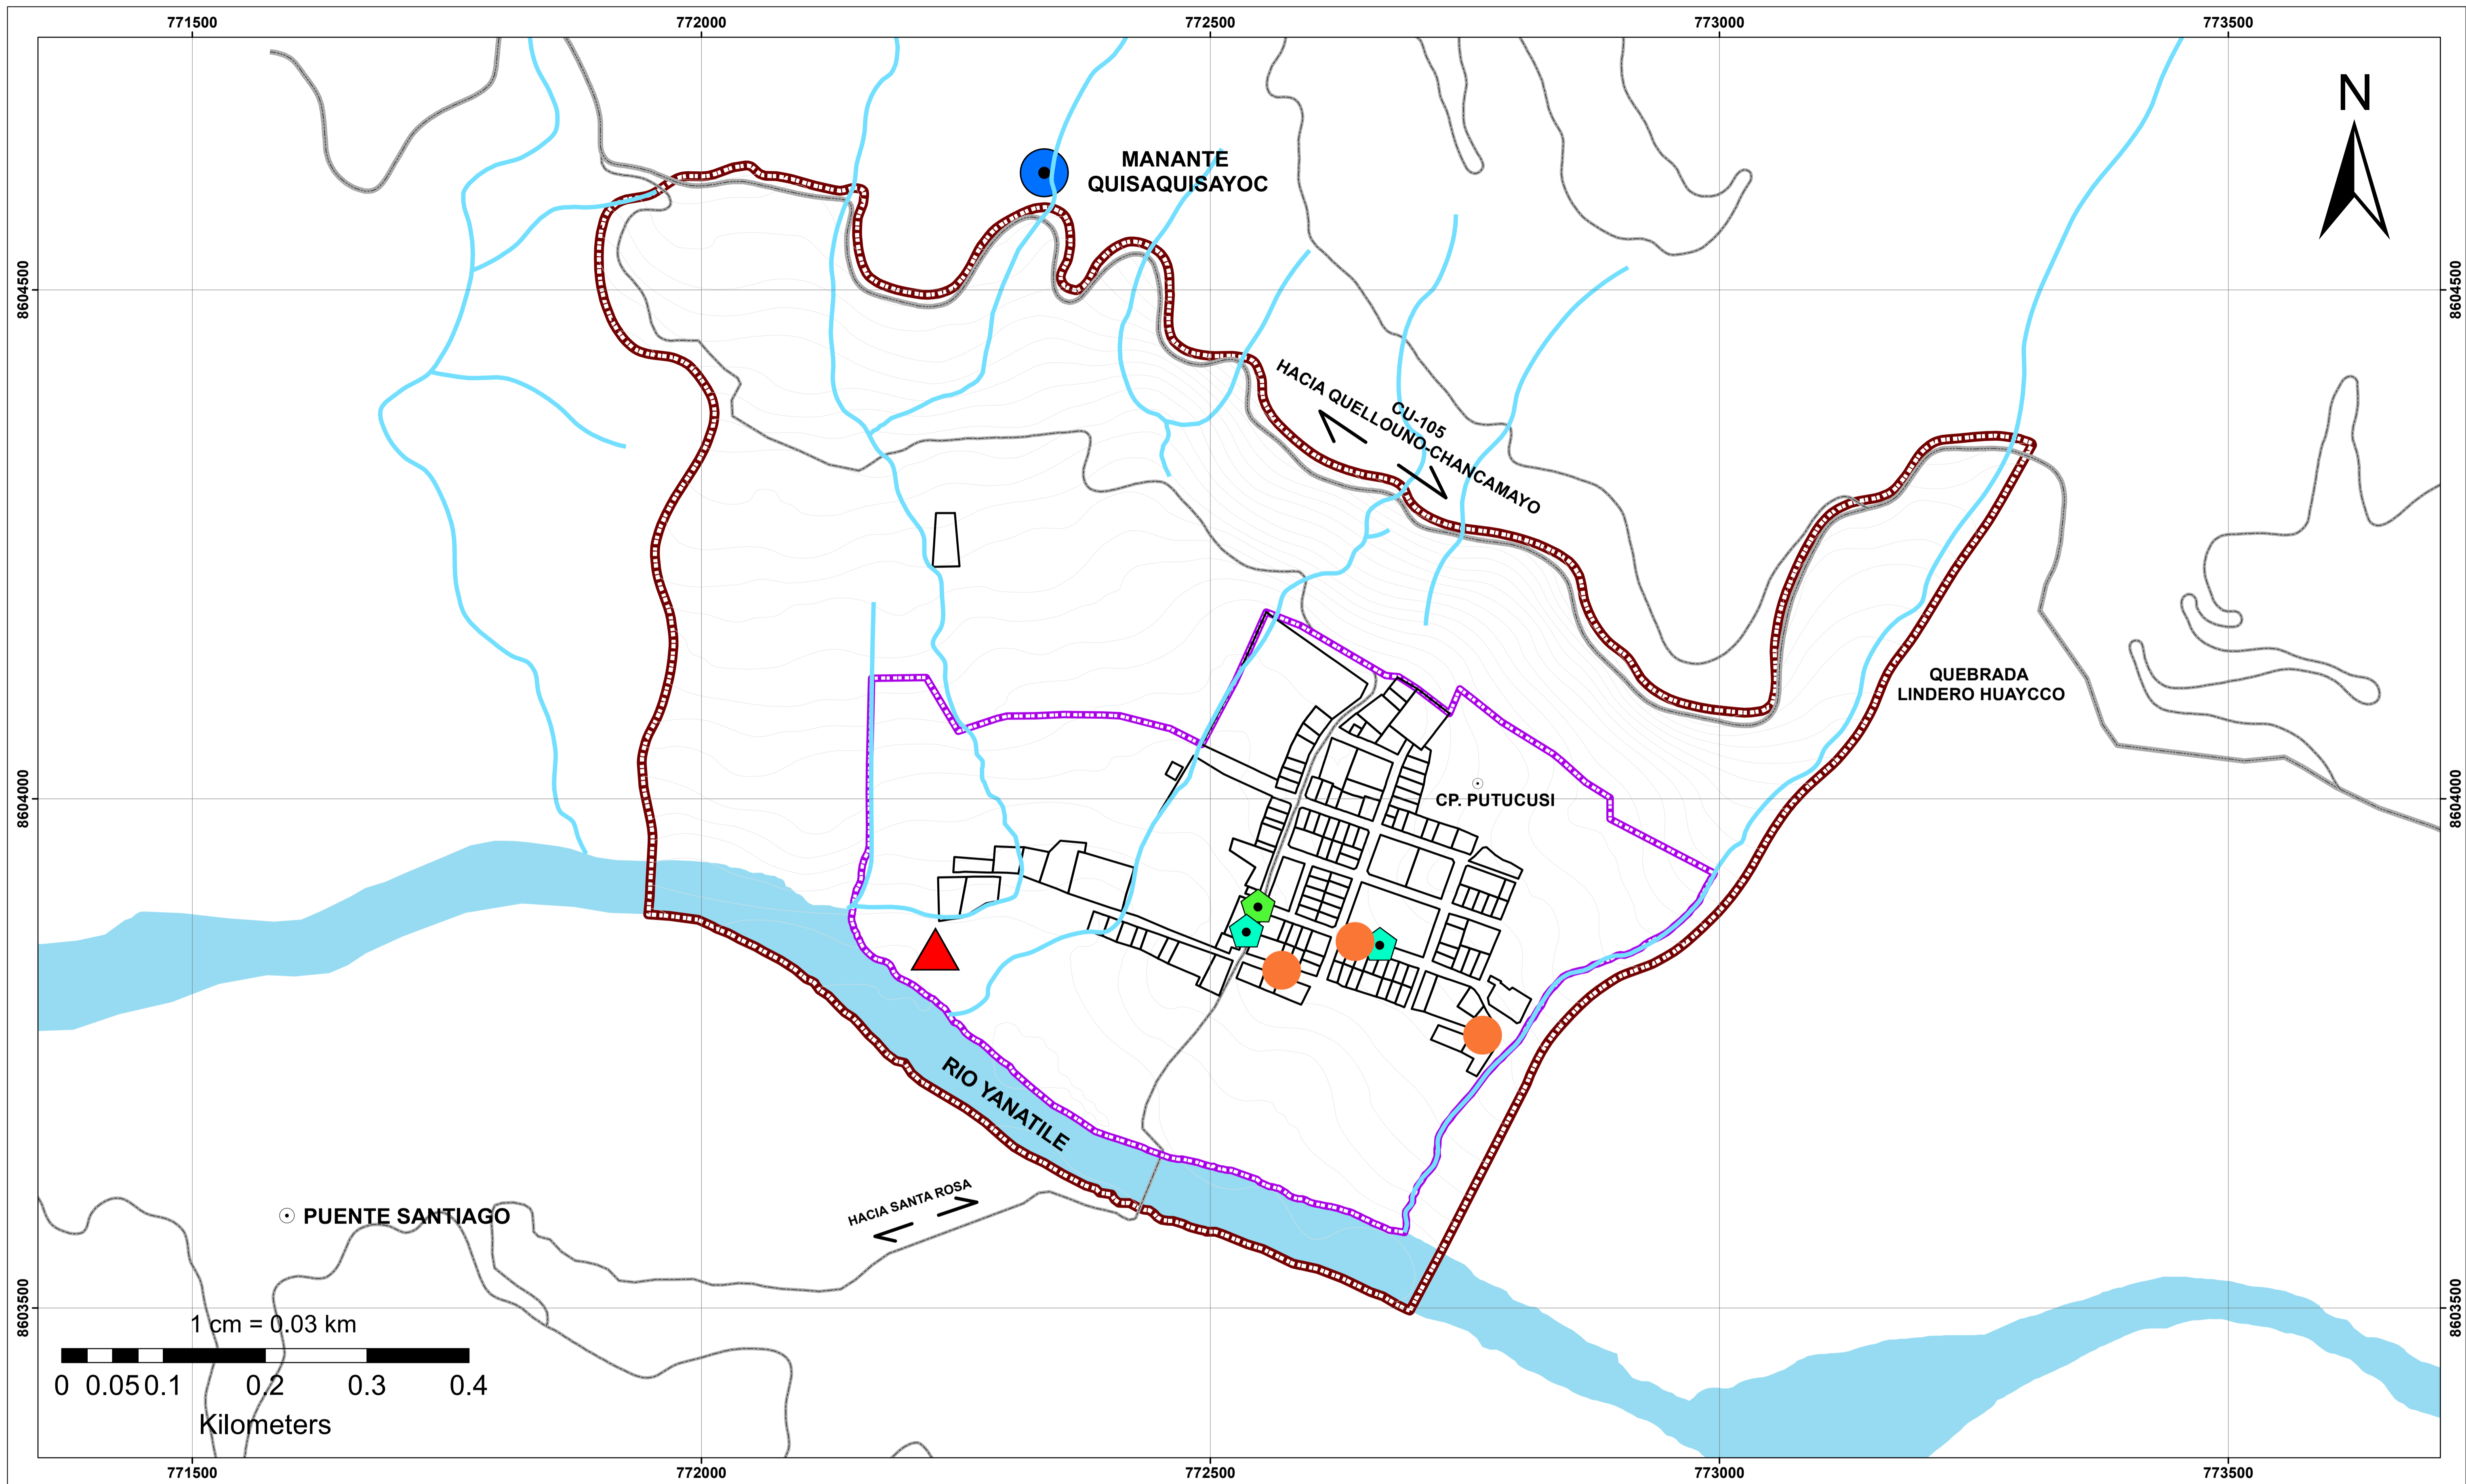 771500 772000 772500 773000 773500
N
MANANTE
QUISAQUISAYOC
8604500 8604500
CU-105
HACIA QUELLOUNO-CHANCAMAYO
QUEBRADA
LINDERO HUAYCCO
8604000 8604000
CP. PUTUCUSI
RIO YANATILE
HACIA SANTA ROSA
PUENTE SANTIAGO
8603500 8603500
1 cm = 0.03 km
0 0.05 0.1 0.2 0.3 0.4
Kilometers
771500 772000 772500 773000 773500